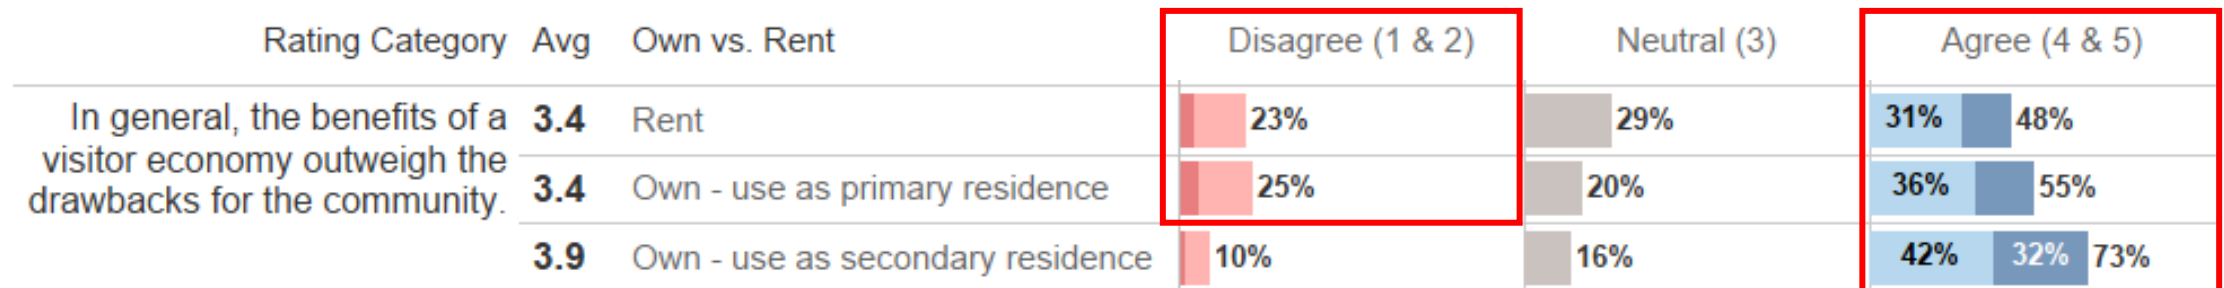 Rating Category Avg Own vs. Rent Disagree (1 & 2) Neutral (3) Agree (4 & 5)
In general, the benefits of a
visitor economy outweigh the
drawbacks for the community.
3.4 Rent 23% 29% 31% 48%
3.4 Own - use as primary residence 25% 20% 36% 55%
3.9 Own - use as secondary residence 10% 16% 42% 32% 73%